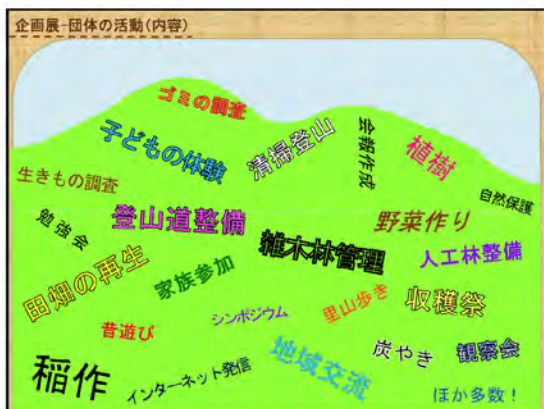 企画展-団体の活動(内容)
ゴミの調査
子どもの体験
清掃登山
会報作成
植樹
生きもの調査
自然保護
勉強会
登山道整備
野菜作り
雑木林管理
人工林整備
田畑の再生
家族参加
シンポジウム
里山歩き
収穫祭
昔遊び
地域交流
炭やき
観察会
稲作
インターネット発信
ほか多数!